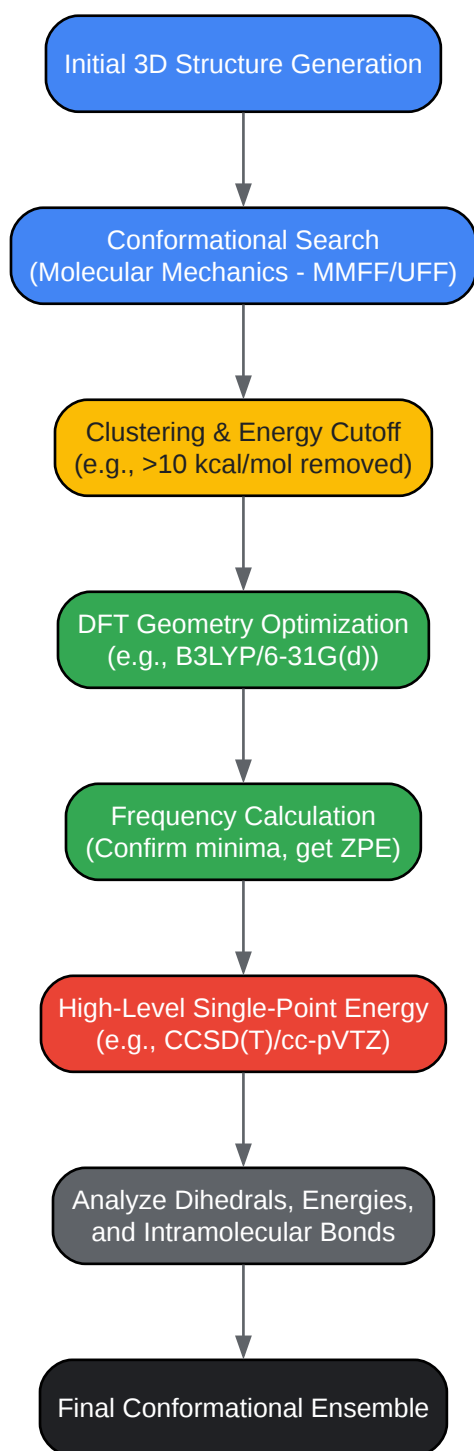 Initial 3D Structure Generation
Conformational Search
(Molecular Mechanics - MMFF/UFF)
Clustering & Energy Cutoff
(e.g., >10 kcal/mol removed)
DFT Geometry Optimization
(e.g., B3LYP/6-31G(d))
Frequency Calculation
(Confirm minima, get ZPE)
High-Level Single-Point Energy
(e.g., CCSD(T)/cc-pVTZ)
Analyze Dihedrals, Energies,
and Intramolecular Bonds
Final Conformational Ensemble